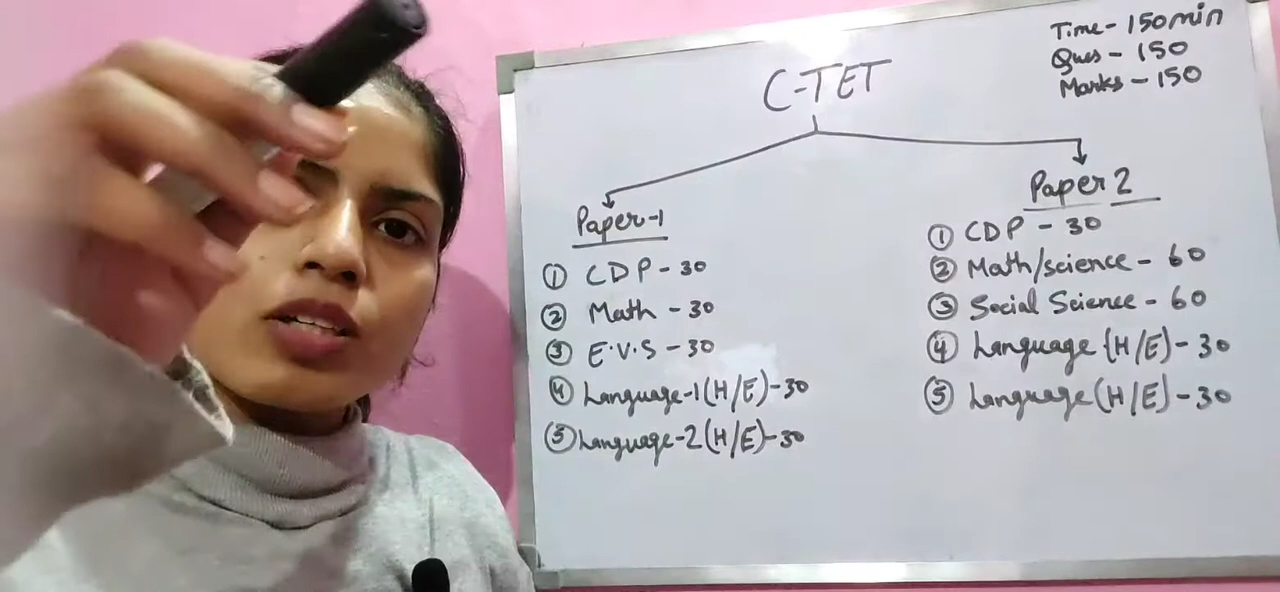 C-TET
Time - 150min
Ques - 150
Marks - 150
Paper-1
① CDP - 30
② Math - 30
③ E.V.S - 30
④ Language-1 (H/E) - 30
⑤ Language-2 (H/E) - 30
Paper 2
① CDP - 30
② Math/science - 60
③ Social Science - 60
④ Language (H/E) - 30
⑤ Language (H/E) - 30